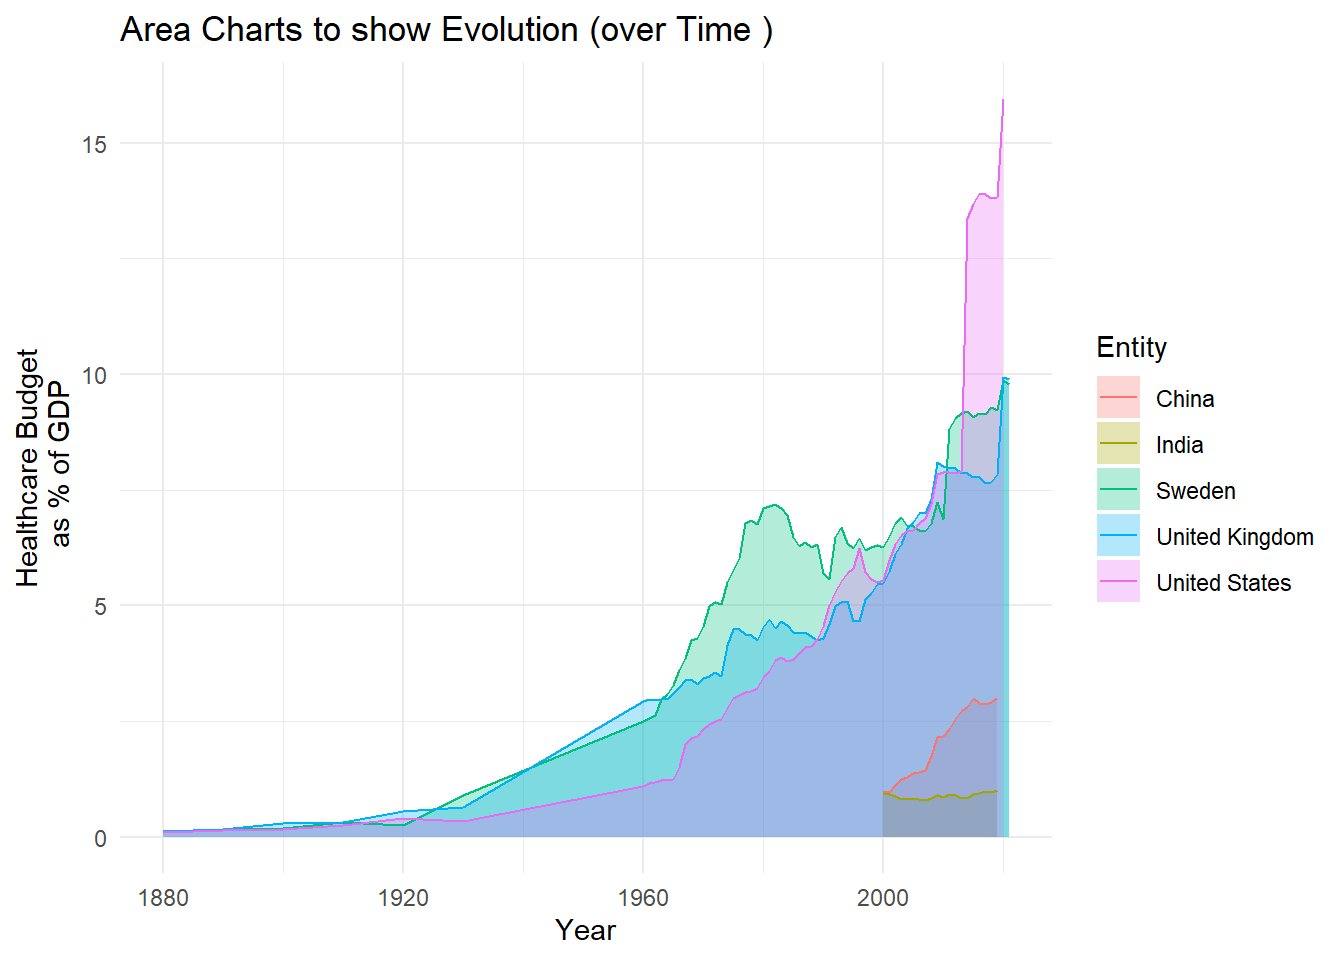 Area Charts to show Evolution (over Time )
Healthcare Budget
as % of GDP
15
10
5
0
1880
1920
1960
2000
Year
Entity
China
India
Sweden
United Kingdom
United States